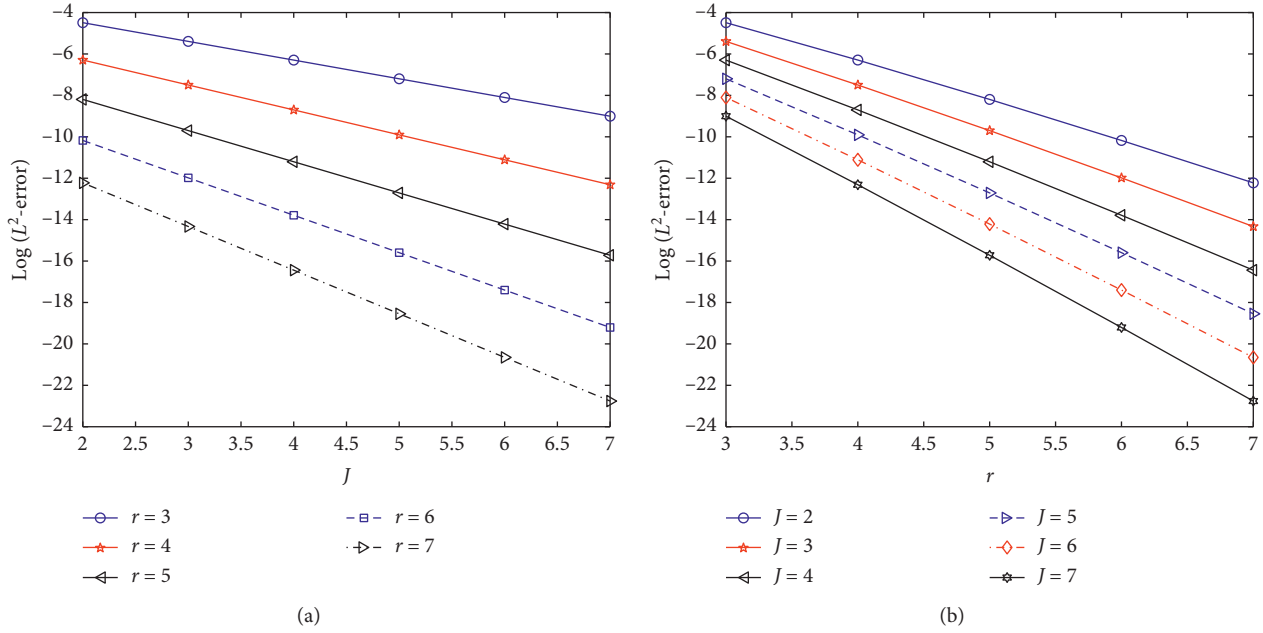 –4
–6
–8
–10
–12
–14
–16
–18
–20
–22
–24
Log (L²-error)
2 2.5 3 3.5 4 4.5 5 5.5 6 6.5 7
J
r = 3
r = 4
r = 5
r = 6
r = 7
(a)
–4
–6
–8
–10
–12
–14
–16
–18
–20
–22
–24
Log (L²-error)
3 3.5 4 4.5 5 5.5 6 6.5 7
r
J = 2
J = 3
J = 4
J = 5
J = 6
J = 7
(b)